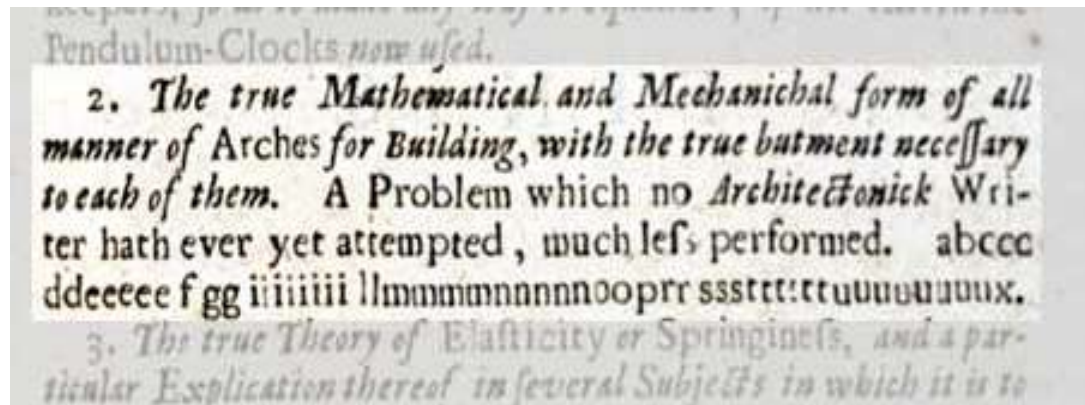 Pendulum-Clocks now uſed.
2. The true Mathematical and Mechanichal form of all
manner of Arches for Building, with the true butment neceſſary
to each of them. A Problem which no Architectonick Wri-
ter hath ever yet attempted, much leſs performed. abccc
ddeeeee f gg iiiiiiii llmmmmnnnnnooprr sssttttttuuuuuuuux.
3. The true Theory of Elaſticity or Springineſs, and a par-
ticular Explication thereof in ſeveral Subjects in which it is to